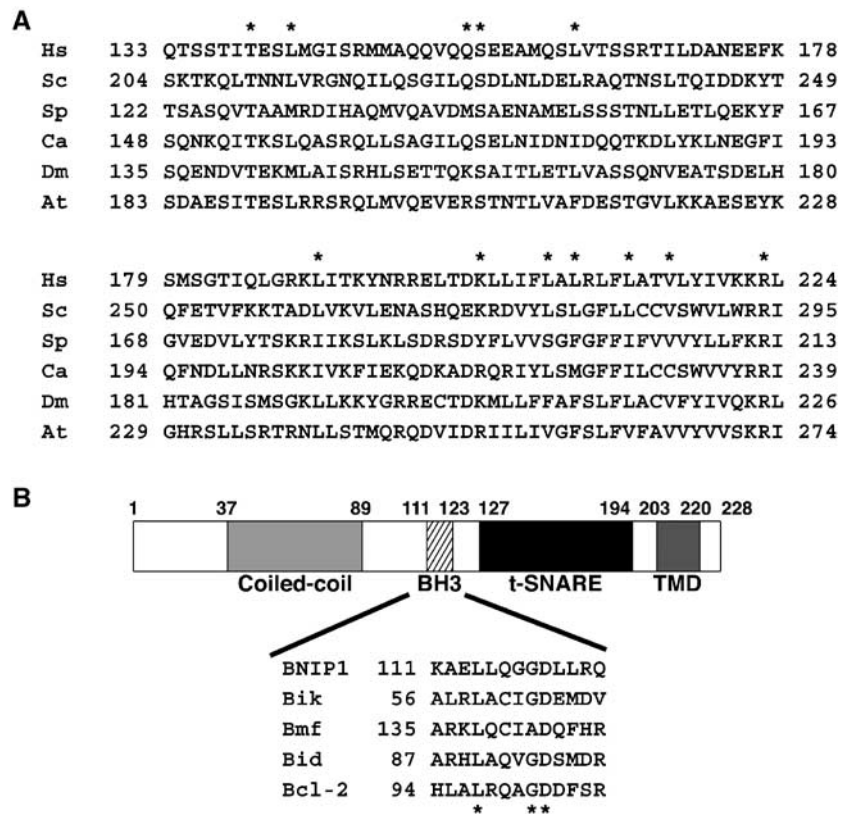 A
* * * * *
Hs 133 QTSSTITESLMGISRMMAQQVQQSEEAMQSLVTSSRTILDANEEFK 178
Sc 204 SKTKQLTNNLVRGNQILQSGILQSDLNLDELRAQTNSLTQIDDKYT 249
Sp 122 TSASQVTAAMRDIHAQMVQAVDMSAENAMELSSSTNLLETLQEKYF 167
Ca 148 SQNKQITKSLQASRQLLSAGILQSELNIDNIDQQTKDLYKLNEGFI 193
Dm 135 SQENDVTEKMLAISRHLSETTQKSAITLETLVASSQNVEATSDELH 180
At 183 SDAESITESLRRSRQLMVQEVERSTNTLVAFDESTGVLKKAESEYK 228
* * * * * * *
Hs 179 SMSGTIQLGRKLITKYNRRELTDKLLIFLALRLFLATVLYIVKKRL 224
Sc 250 QFETVFKKTADLVKVLENASHQEKRDVYLSLGFLLCCVSWVLWRRI 295
Sp 168 GVEDVLYTSKRIIKSLKLSDRSDYFLVVSGFGFFIFVVVYLLFKRI 213
Ca 194 QFNDLLNRSKKIVKFIEKQDKADRQRIYLSMGFFILCCSWVVYRRI 239
Dm 181 HTAGSISMSGKLLKKYGRRECTDKMLLFFAFSLFLACVFYIVQKRL 226
At 229 GHRSLLSRTRNLLSTMQRQDVIDRIILIVGFSLFVFAVVYVVSKRI 274
B
1 37 89 111 123 127 194 203 220 228
Coiled-coil BH3 t-SNARE TMD
BNIP1 111 KAELLQGGDLLRQ
Bik 56 ALRLACIGDEMDV
Bmf 135 ARKLQCIADQFHR
Bid 87 ARHLAQVGDSMDR
Bcl-2 94 HLALRQAGDDFSR
* **